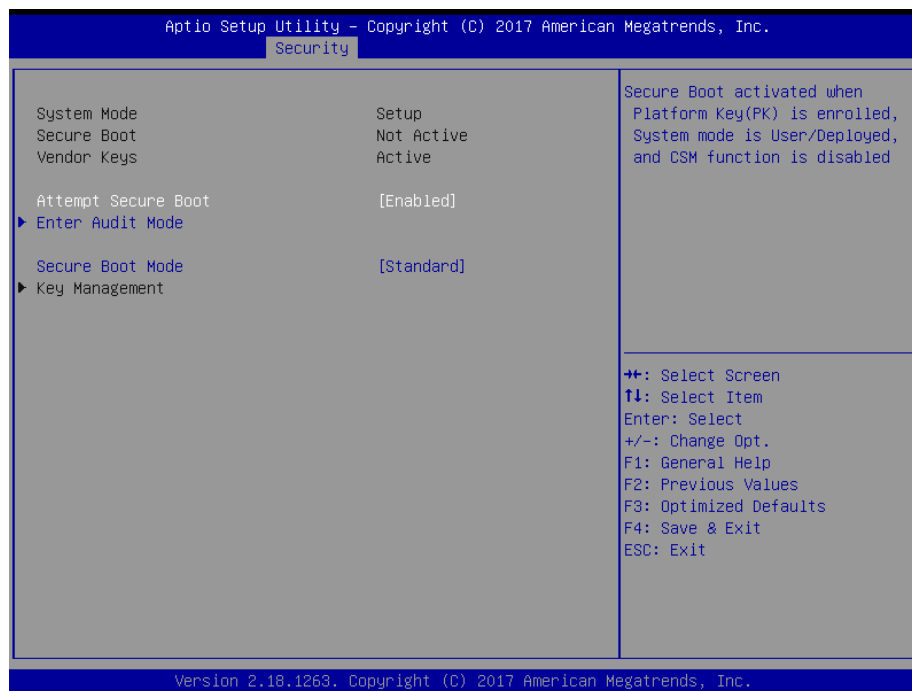 Aptio Setup Utility – Copyright (C) 2017 American Megatrends, Inc.
Security
System Mode Setup
Secure Boot Not Active
Vendor Keys Active
Attempt Secure Boot [Enabled]
Enter Audit Mode
Secure Boot Mode [Standard]
Key Management
Secure Boot activated when
Platform Key(PK) is enrolled,
System mode is User/Deployed,
and CSM function is disabled
→←: Select Screen
↑↓: Select Item
Enter: Select
+/-: Change Opt.
F1: General Help
F2: Previous Values
F3: Optimized Defaults
F4: Save & Exit
ESC: Exit
Version 2.18.1263. Copyright (C) 2017 American Megatrends, Inc.